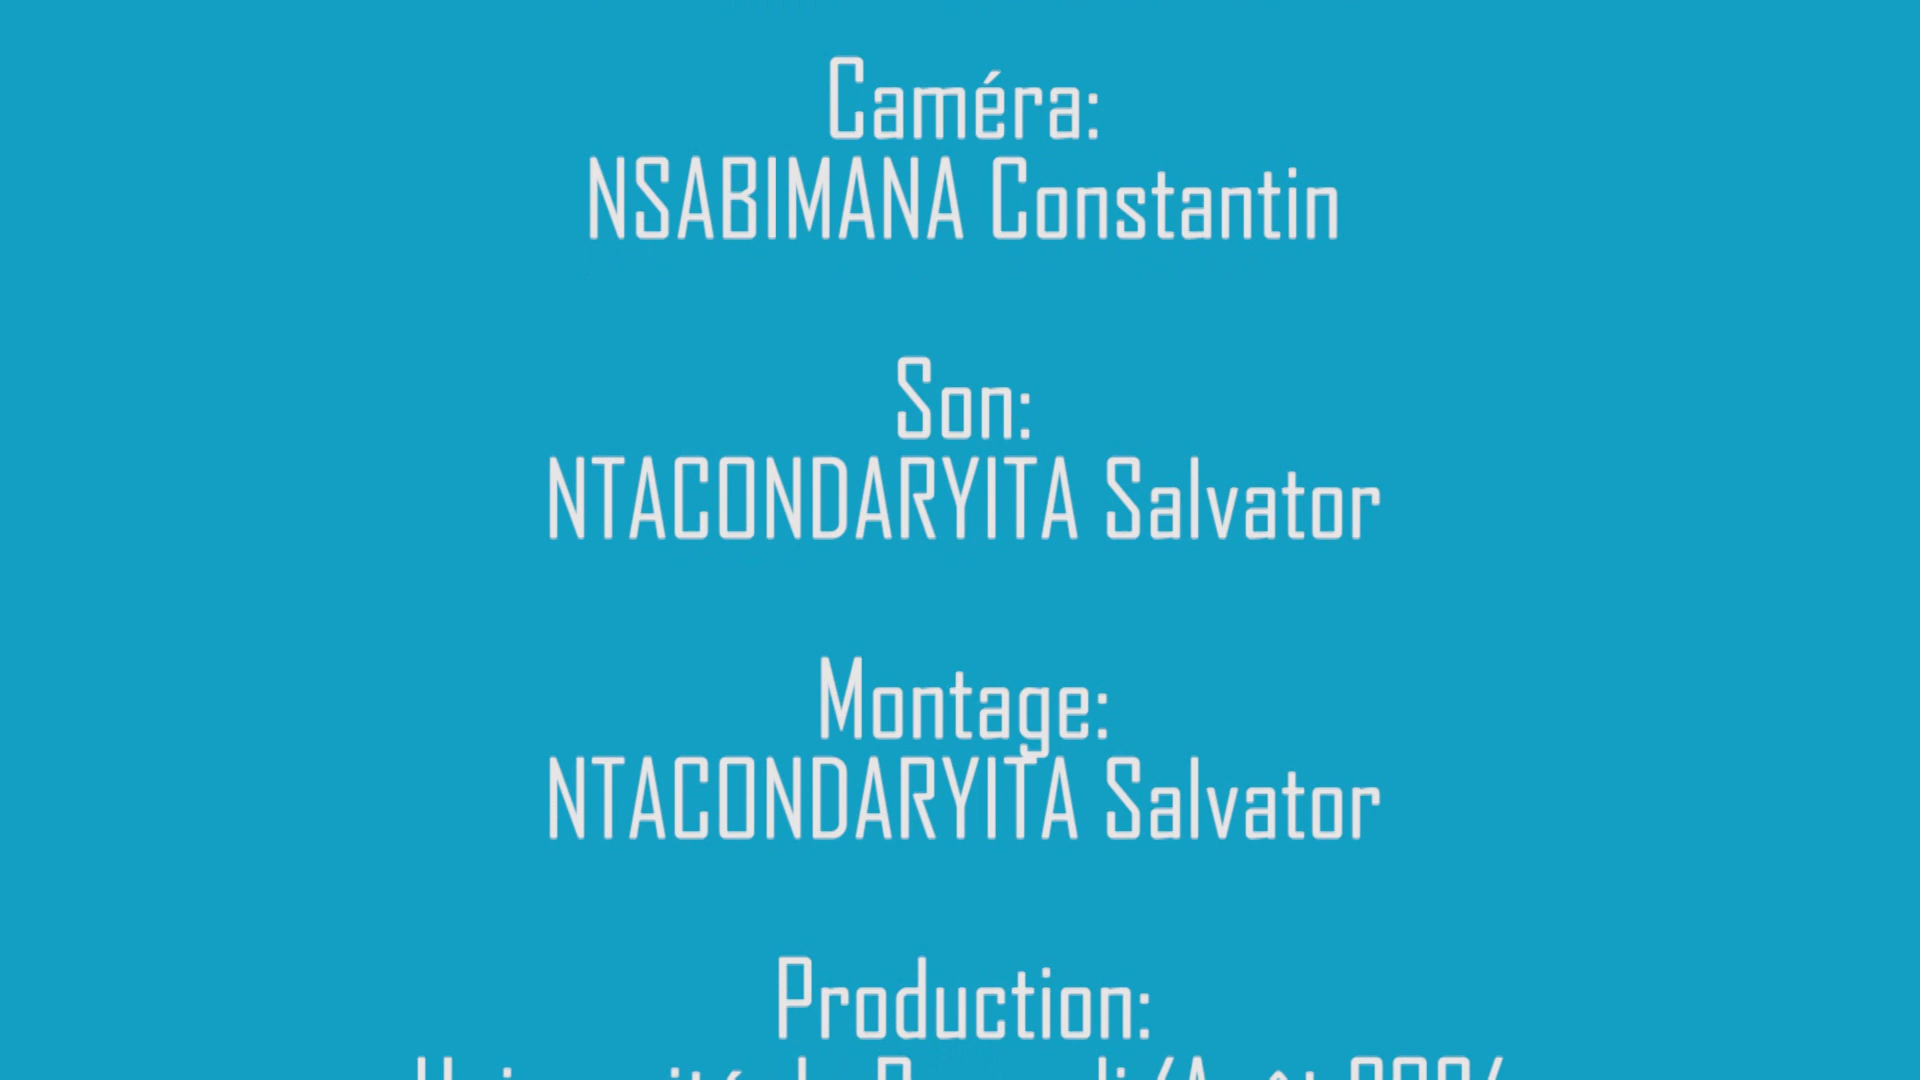 Caméra:
NSABIMANA Constantin
Son:
NTACONDARYITA Salvator
Montage:
NTACONDARYITA Salvator
Production: